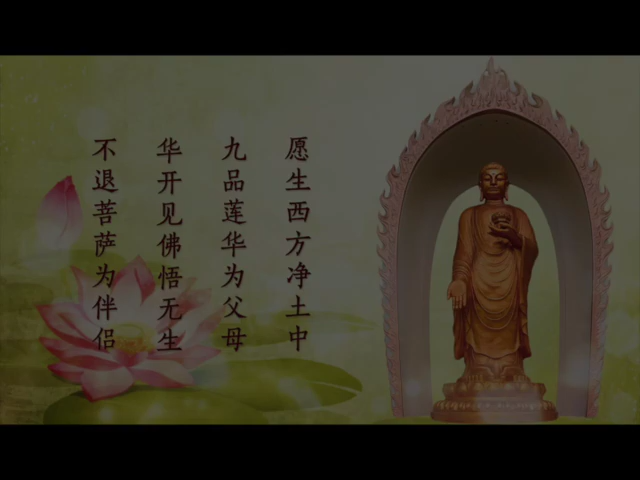 愿生西方净土中
九品莲华为父母
华开见佛悟无生
不退菩萨为伴侣